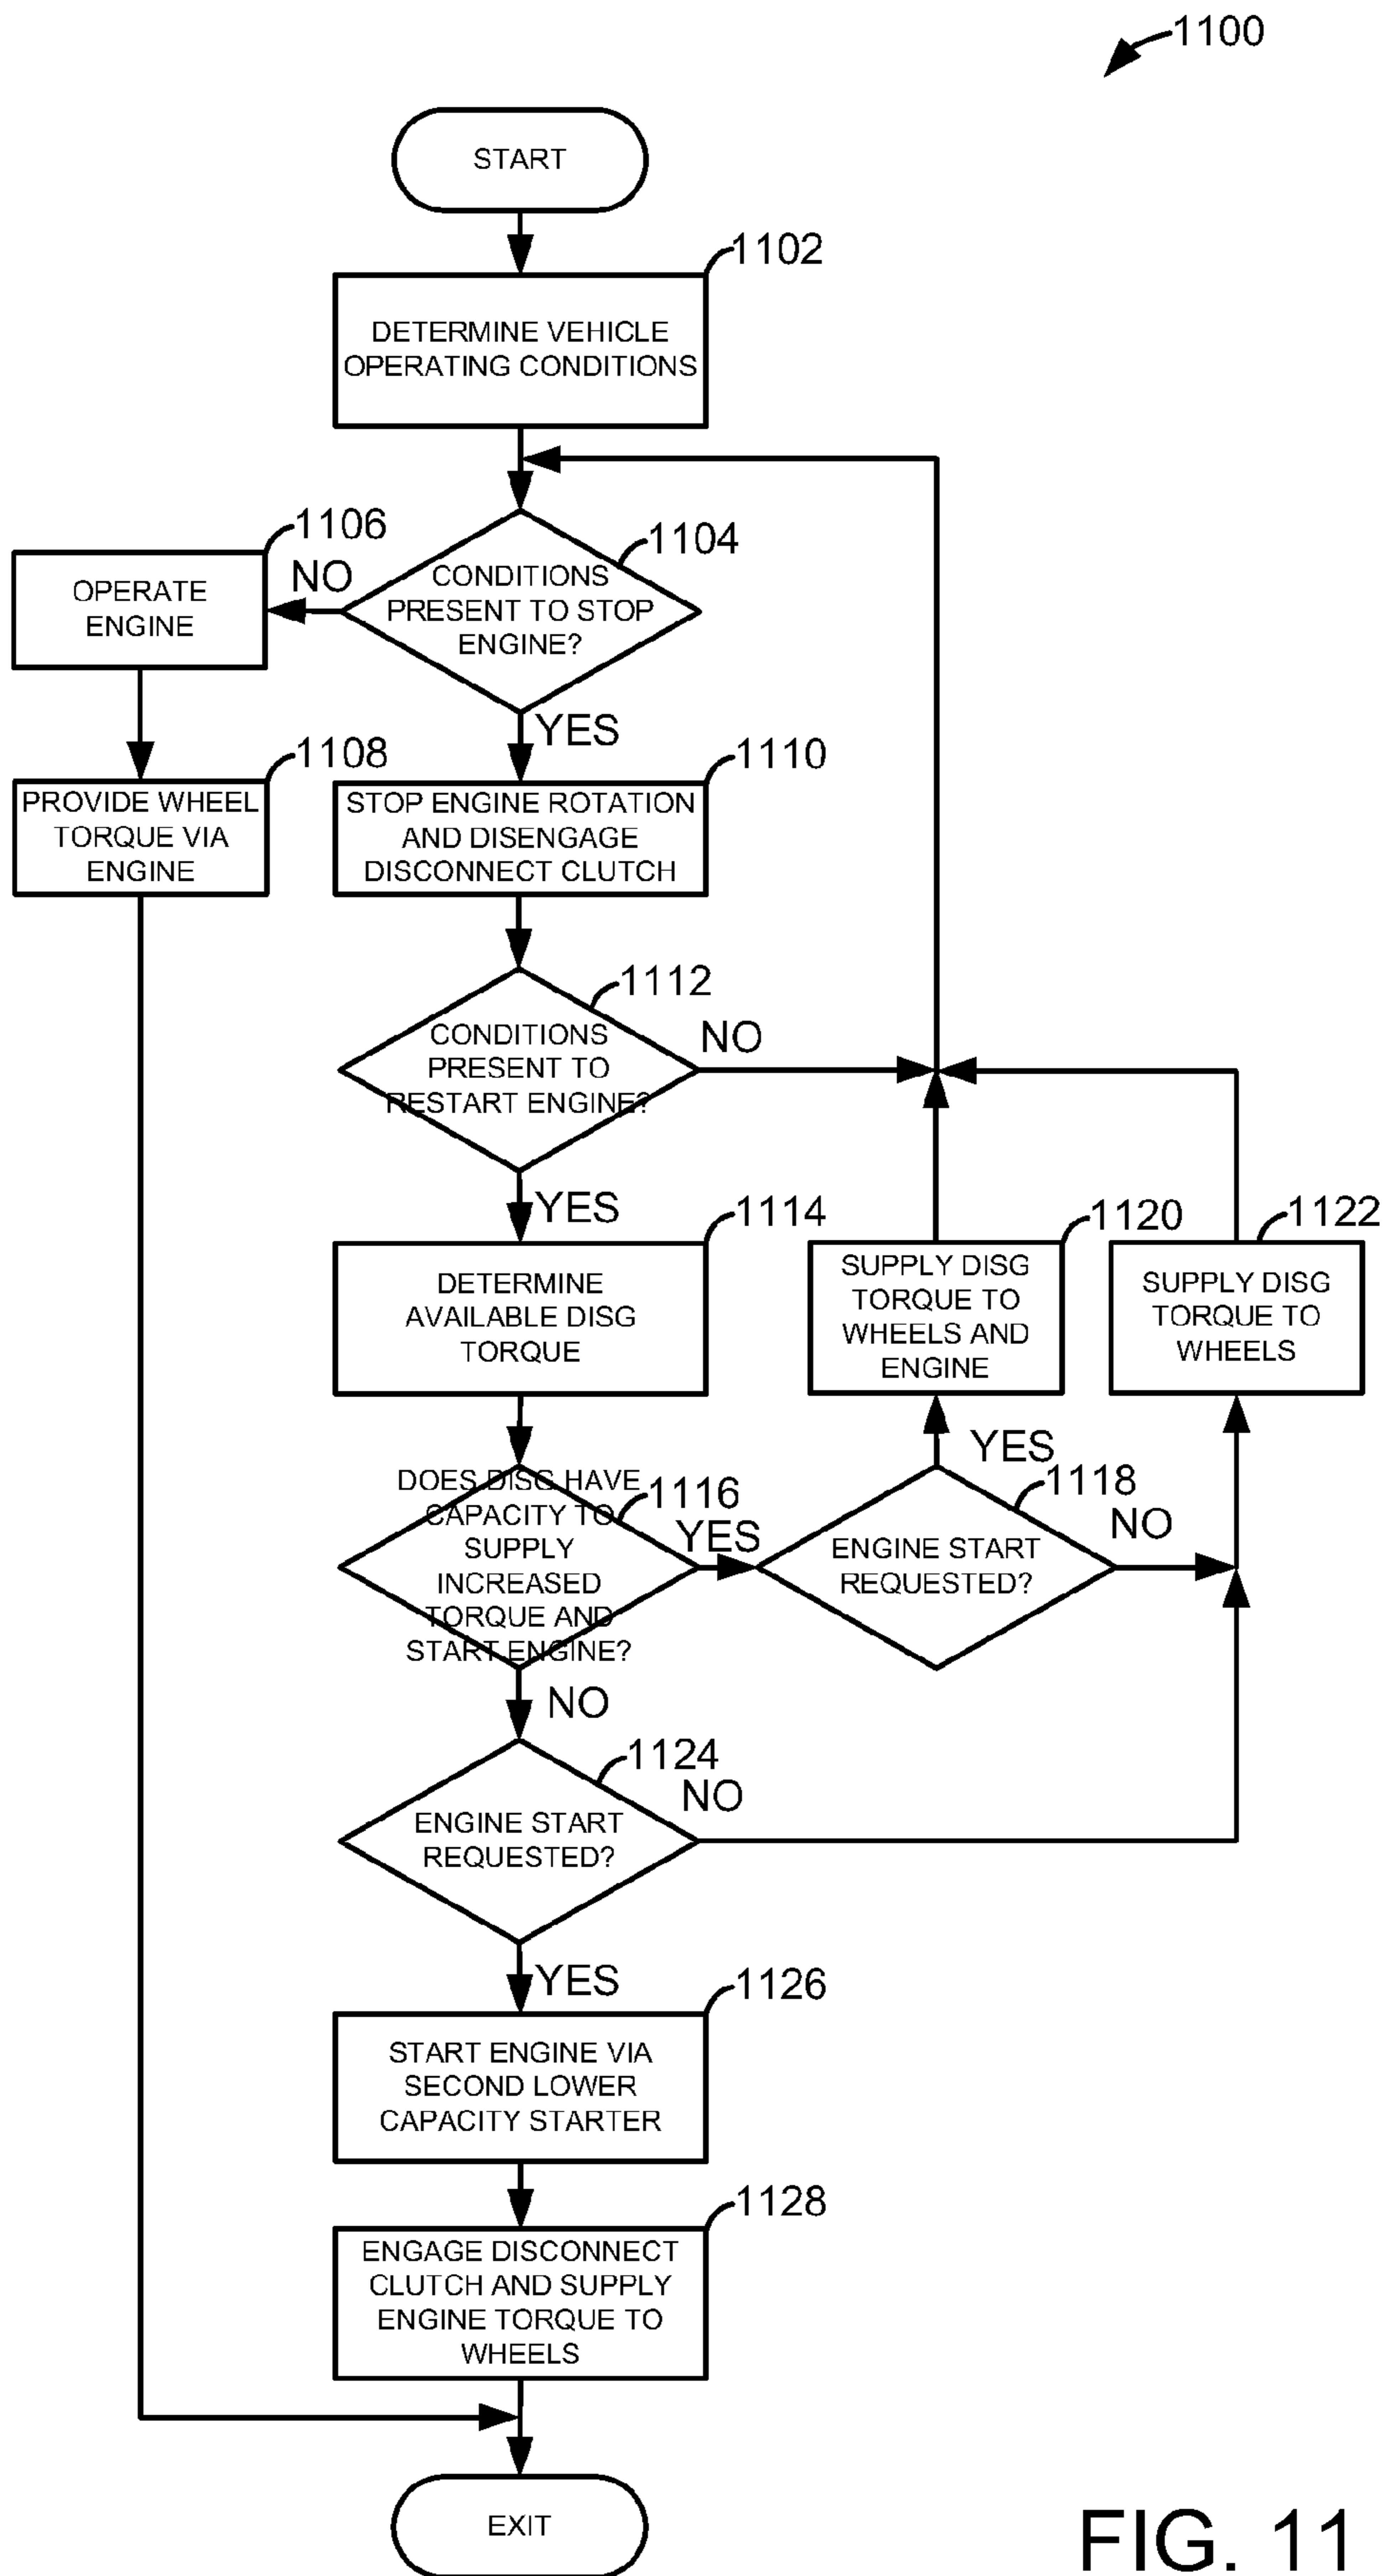 1100
START
1102
DETERMINE VEHICLE
OPERATING CONDITIONS
1104
CONDITIONS
PRESENT TO STOP
ENGINE?
NO
1106
OPERATE
ENGINE
1108
PROVIDE WHEEL
TORQUE VIA
ENGINE
YES
1110
STOP ENGINE ROTATION
AND DISENGAGE
DISCONNECT CLUTCH
1112
CONDITIONS
PRESENT TO
RESTART ENGINE?
NO
YES
1114
DETERMINE
AVAILABLE DISG
TORQUE
1120
SUPPLY DISG
TORQUE TO
WHEELS AND
ENGINE
1122
SUPPLY DISG
TORQUE TO
WHEELS
1116
DOES DISG HAVE
CAPACITY TO
SUPPLY
INCREASED
TORQUE AND
START ENGINE?
YES
YES
1118
ENGINE START
REQUESTED?
NO
NO
1124
ENGINE START
REQUESTED?
NO
YES
1126
START ENGINE VIA
SECOND LOWER
CAPACITY STARTER
1128
ENGAGE DISCONNECT
CLUTCH AND SUPPLY
ENGINE TORQUE TO
WHEELS
EXIT
FIG. 11